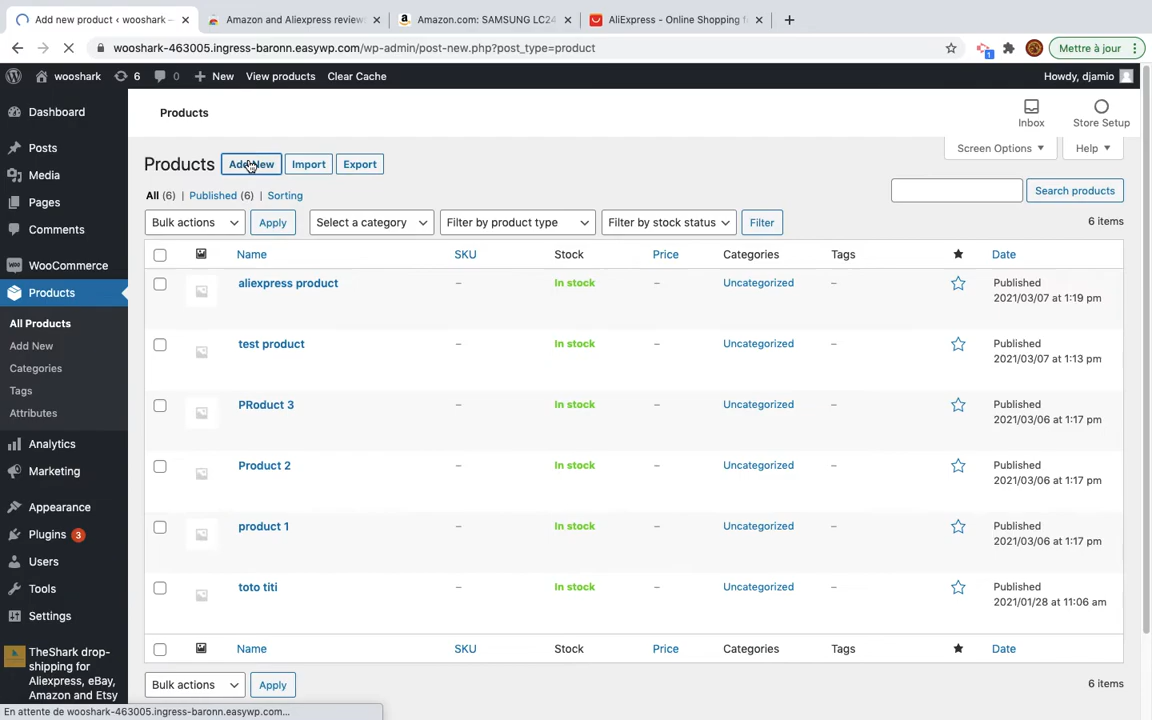 Add new product ‹ wooshark –
Amazon and Aliexpress review
Amazon.com: SAMSUNG LC24
AliExpress - Online Shopping f
wooshark-463005.ingress-baronn.easywp.com/wp-admin/post-new.php?post_type=product
1
Mettre à jour
wooshark
6
0
New
View products
Clear Cache
Howdy, djamio
Dashboard
Posts
Media
Pages
Comments
WooCommerce
Products
All Products
Add New
Categories
Tags
Attributes
Analytics
Marketing
Appearance
Plugins 3
Users
Tools
Settings
TheShark drop-
shipping for
Aliexpress, eBay,
Amazon and Etsy
Products
Inbox
Store Setup
Screen Options
Help
Products
Add New
Import
Export
All (6) | Published (6) | Sorting
Search products
Bulk actions
Apply
Select a category
Filter by product type
Filter by stock status
Filter
6 items
Name SKU Stock Price Categories Tags Date
aliexpress product – In stock – Uncategorized – Published
2021/03/07 at 1:19 pm
test product – In stock – Uncategorized – Published
2021/03/07 at 1:13 pm
PRoduct 3 – In stock – Uncategorized – Published
2021/03/06 at 1:17 pm
Product 2 – In stock – Uncategorized – Published
2021/03/06 at 1:17 pm
product 1 – In stock – Uncategorized – Published
2021/03/06 at 1:17 pm
toto titi – In stock – Uncategorized – Published
2021/01/28 at 11:06 am
Name SKU Stock Price Categories Tags Date
Bulk actions
Apply
6 items
En attente de wooshark-463005.ingress-baronn.easywp.com...